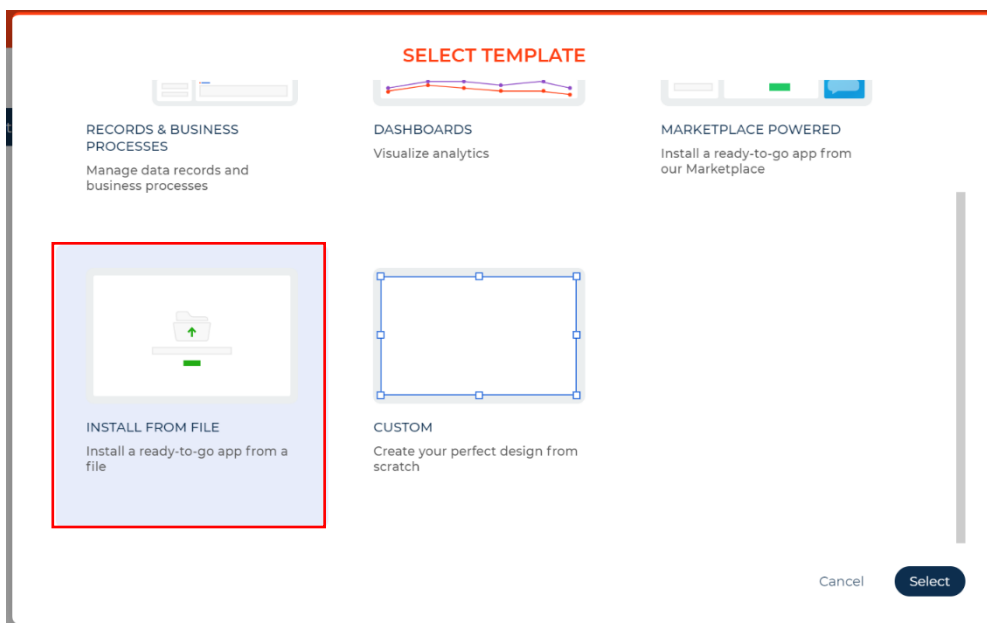 SELECT TEMPLATE
RECORDS & BUSINESS
PROCESSES
Manage data records and
business processes
DASHBOARDS
Visualize analytics
MARKETPLACE POWERED
Install a ready-to-go app from
our Marketplace
INSTALL FROM FILE
Install a ready-to-go app from a
file
CUSTOM
Create your perfect design from
scratch
Cancel
Select